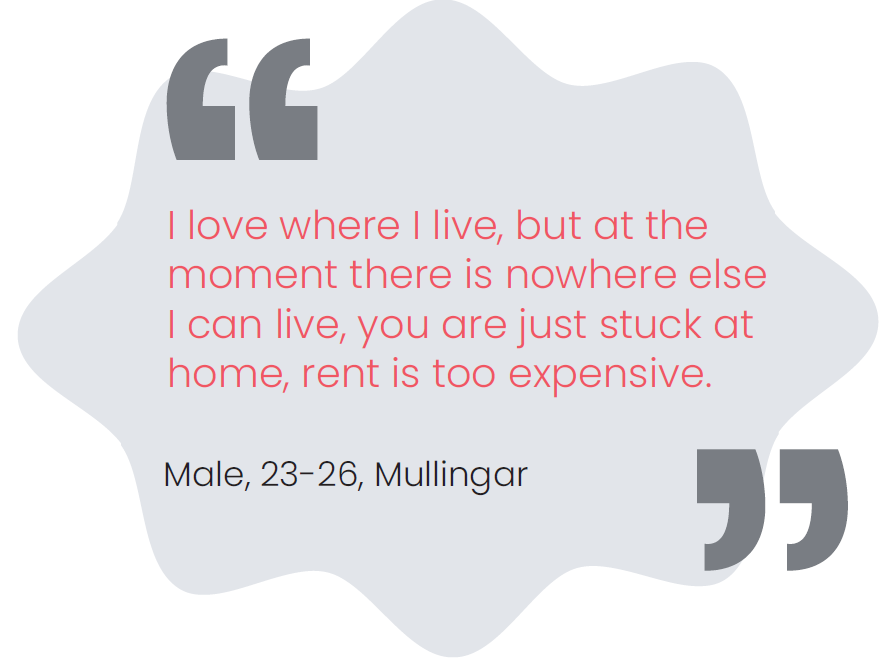 “
I love where I live, but at the
moment there is nowhere else
I can live, you are just stuck at
home, rent is too expensive.
Male, 23-26, Mullingar
”